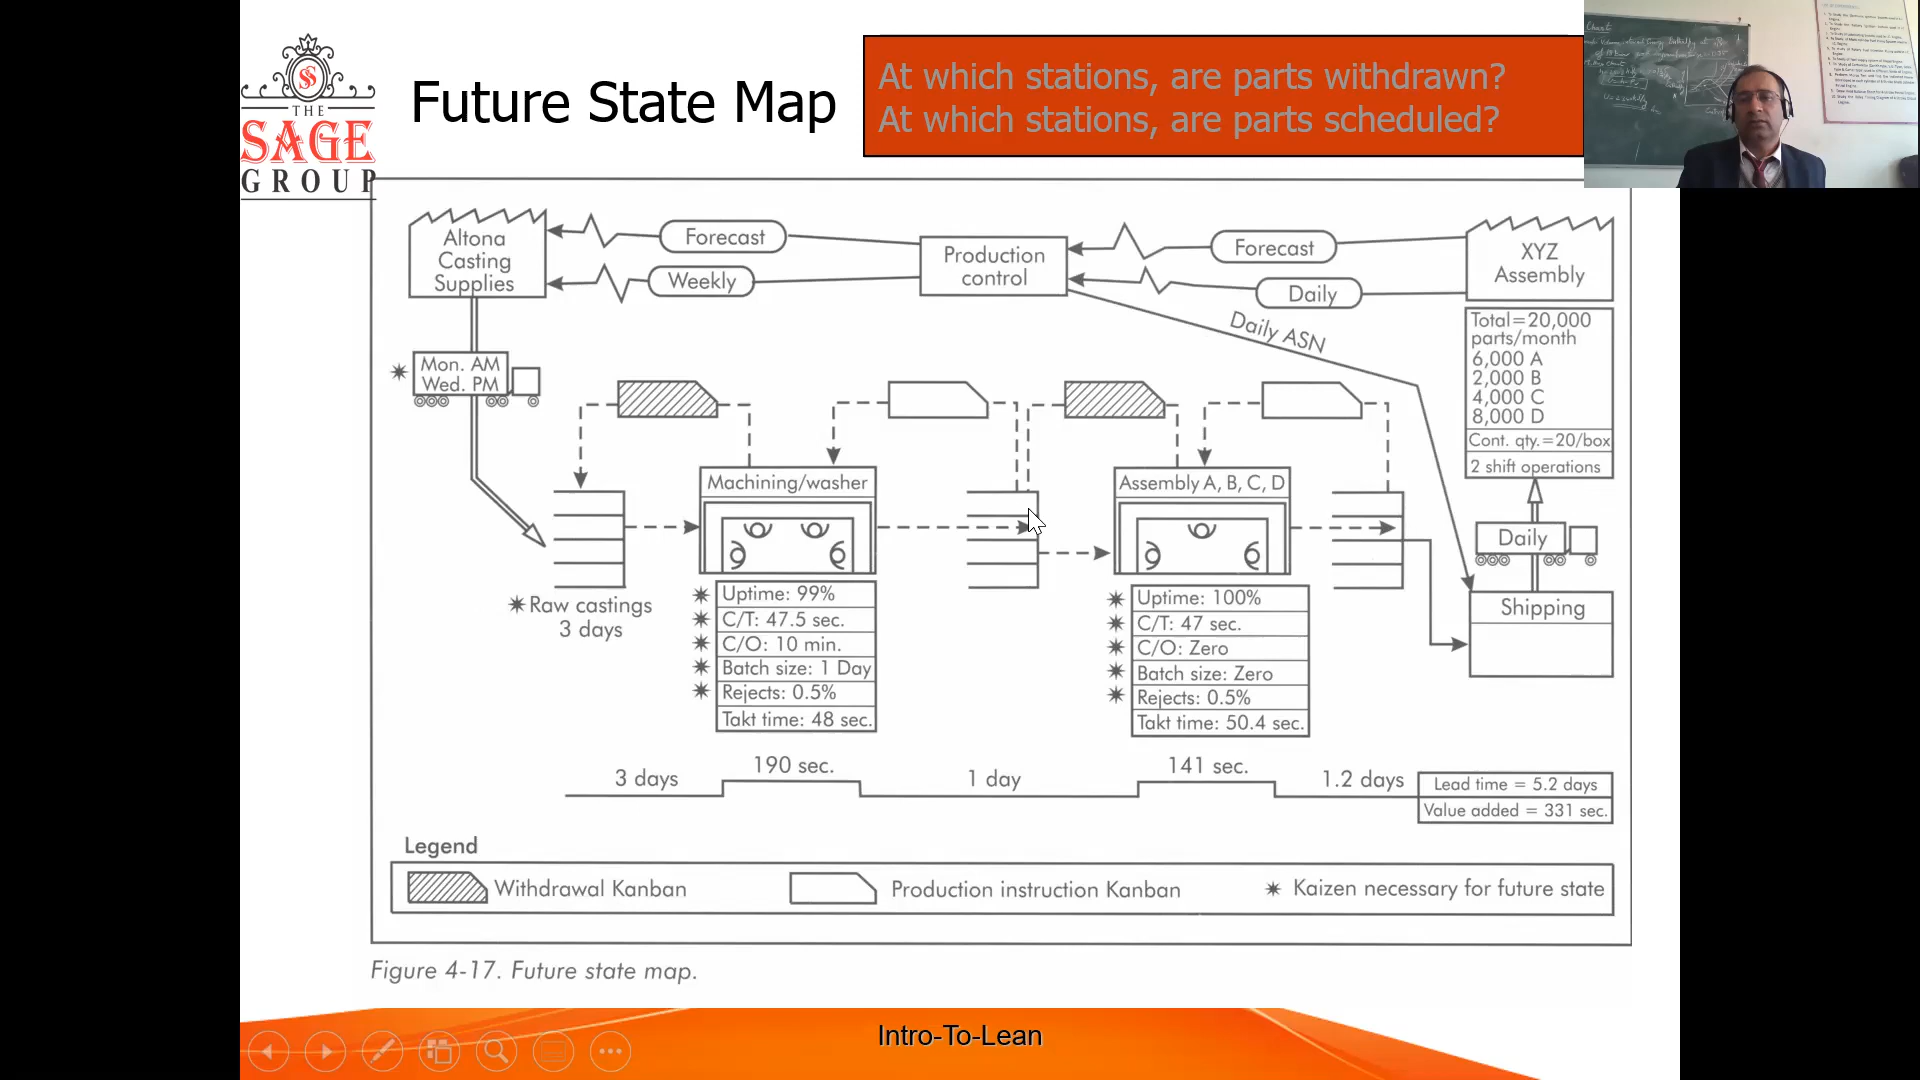 THE
SAGE
GROUP
Future State Map
At which stations, are parts withdrawn?
At which stations, are parts scheduled?
Altona
Casting
Supplies
Forecast
Weekly
Production
control
Forecast
Daily
XYZ
Assembly
Daily ASN
Total=20,000
parts/month
6,000 A
2,000 B
4,000 C
8,000 D
Cont. qty.=20/box
2 shift operations
Mon. AM
Wed. PM
Machining/washer
Assembly A, B, C, D
Daily
Shipping
Raw castings
3 days
Uptime: 99%
C/T: 47.5 sec.
C/O: 10 min.
Batch size: 1 Day
Rejects: 0.5%
Takt time: 48 sec.
Uptime: 100%
C/T: 47 sec.
C/O: Zero
Batch size: Zero
Rejects: 0.5%
Takt time: 50.4 sec.
3 days
190 sec.
1 day
141 sec.
1.2 days
Lead time = 5.2 days
Value added = 331 sec.
Legend
Withdrawal Kanban
Production instruction Kanban
Kaizen necessary for future state
Figure 4-17. Future state map.
Intro-To-Lean